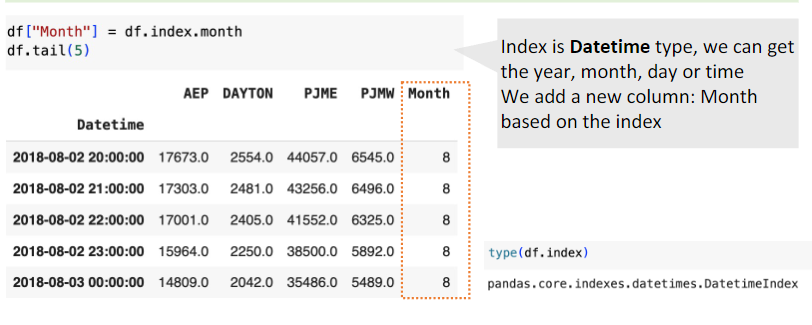 df["Month"] = df.index.month
df.tail(5)
Index is Datetime type, we can get
the year, month, day or time
We add a new column: Month
based on the index
AEP DAYTON PJME PJMW Month
Datetime
2018-08-02 20:00:00 17673.0 2554.0 44057.0 6545.0 8
2018-08-02 21:00:00 17303.0 2481.0 43256.0 6496.0 8
2018-08-02 22:00:00 17001.0 2405.0 41552.0 6325.0 8
2018-08-02 23:00:00 15964.0 2250.0 38500.0 5892.0 8
2018-08-03 00:00:00 14809.0 2042.0 35486.0 5489.0 8
type(df.index)
pandas.core.indexes.datetimes.DatetimeIndex